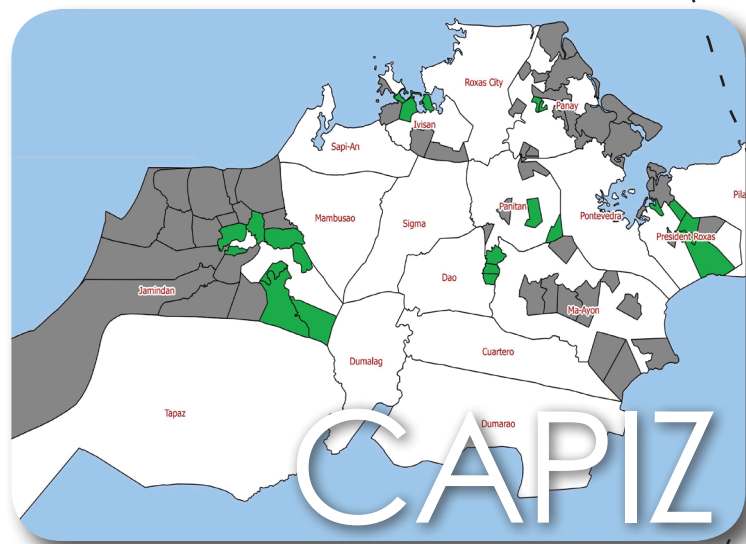 Roxas City
Panay
Ivisan
Sapi-An
Pila
Panitan
Mambusao
Sigma
Pontevedra
President Roxas
Dao
Jamindan
Ma-Ayon
Cuartero
Dumalag
Tapaz
Dumarao
CAPIZ